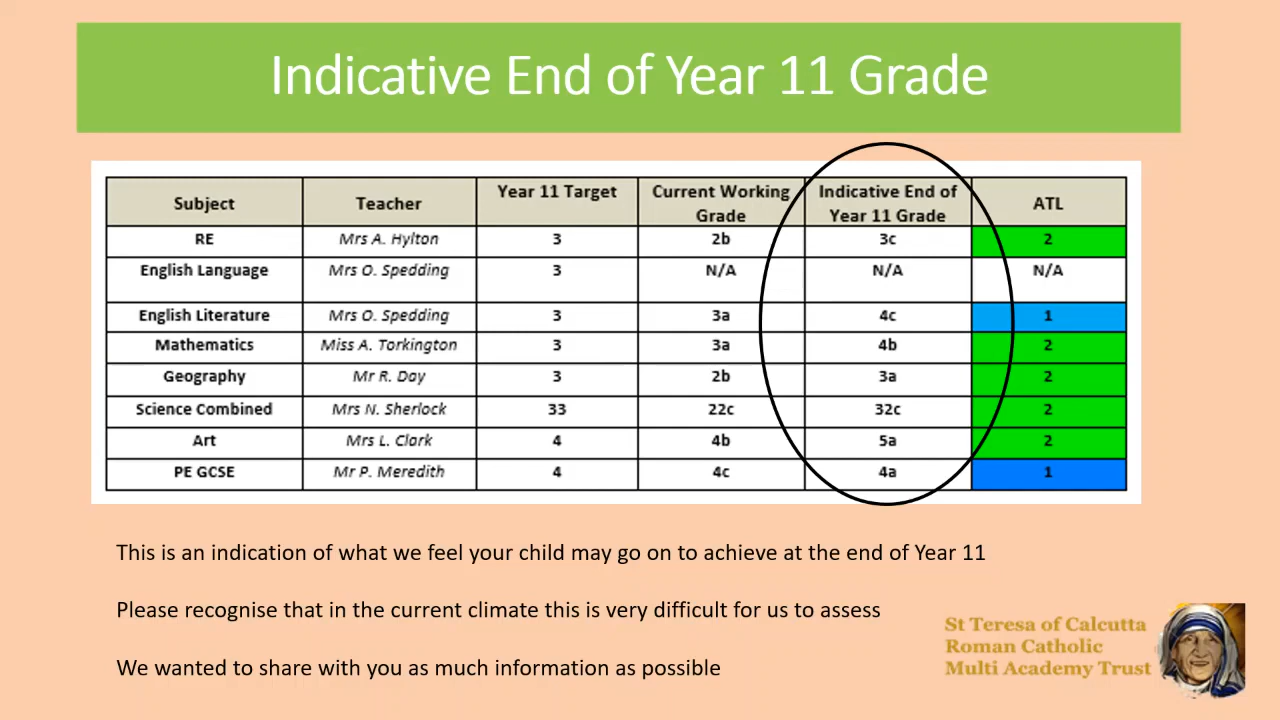 Indicative End of Year 11 Grade
Subject Teacher Year 11 Target Current Working Grade Indicative End of Year 11 Grade ATL
RE Mrs A. Hylton 3 2b 3c 2
English Language Mrs O. Spedding 3 N/A N/A N/A
English Literature Mrs O. Spedding 3 3a 4c 1
Mathematics Miss A. Torkington 3 3a 4b 2
Geography Mr R. Day 3 2b 3a 2
Science Combined Mrs N. Sherlock 33 22c 32c 2
Art Mrs L. Clark 4 4b 5a 2
PE GCSE Mr P. Meredith 4 4c 4a 1
This is an indication of what we feel your child may go on to achieve at the end of Year 11
Please recognise that in the current climate this is very difficult for us to assess
We wanted to share with you as much information as possible
St Teresa of Calcutta
Roman Catholic
Multi Academy Trust